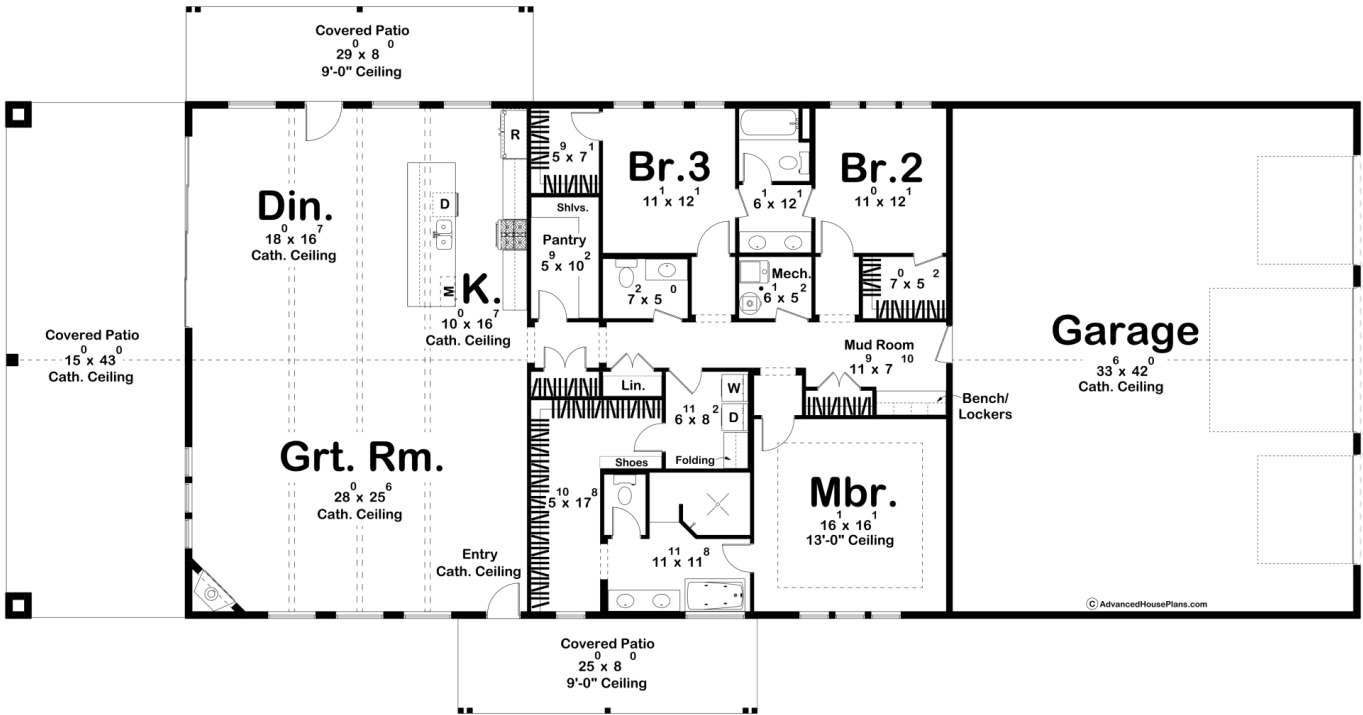 Covered Patio
29⁰ x 8⁰
9'-0" Ceiling
R
5⁹ x 7¹
Br.3
11¹ x 12¹
6¹ x 12¹
Br.2
11⁰ x 12¹
Din.
18⁰ x 16⁷
Cath. Ceiling
D
M
K.
10⁰ x 16⁷
Cath. Ceiling
Shlvs.
Pantry
5⁹ x 10²
7² x 5⁰
Mech.
6¹ x 5²
7⁰ x 5²
Covered Patio
15⁰ x 43⁰
Cath. Ceiling
Mud Room
11⁹ x 7¹⁰
Garage
33⁶ x 42⁰
Cath. Ceiling
Lin.
W
D
6¹¹ x 8²
Folding
Shoes
Bench/
Lockers
Grt. Rm.
28⁰ x 25⁶
Cath. Ceiling
5¹⁰ x 17⁸
Mbr.
16¹ x 16¹
13'-0" Ceiling
Entry
Cath. Ceiling
11¹¹ x 11⁸
© AdvancedHousePlans.com
Covered Patio
25⁰ x 8⁰
9'-0" Ceiling